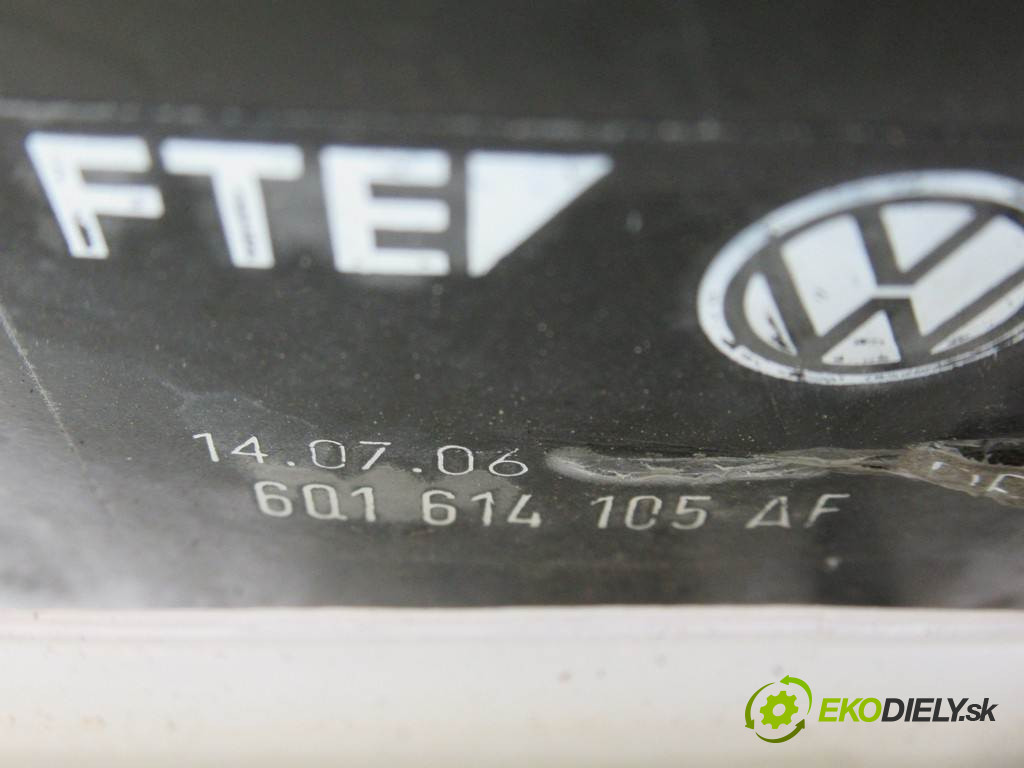 FTE
14.07.06
6Q1 614 105 AF
EKODIELY.sk